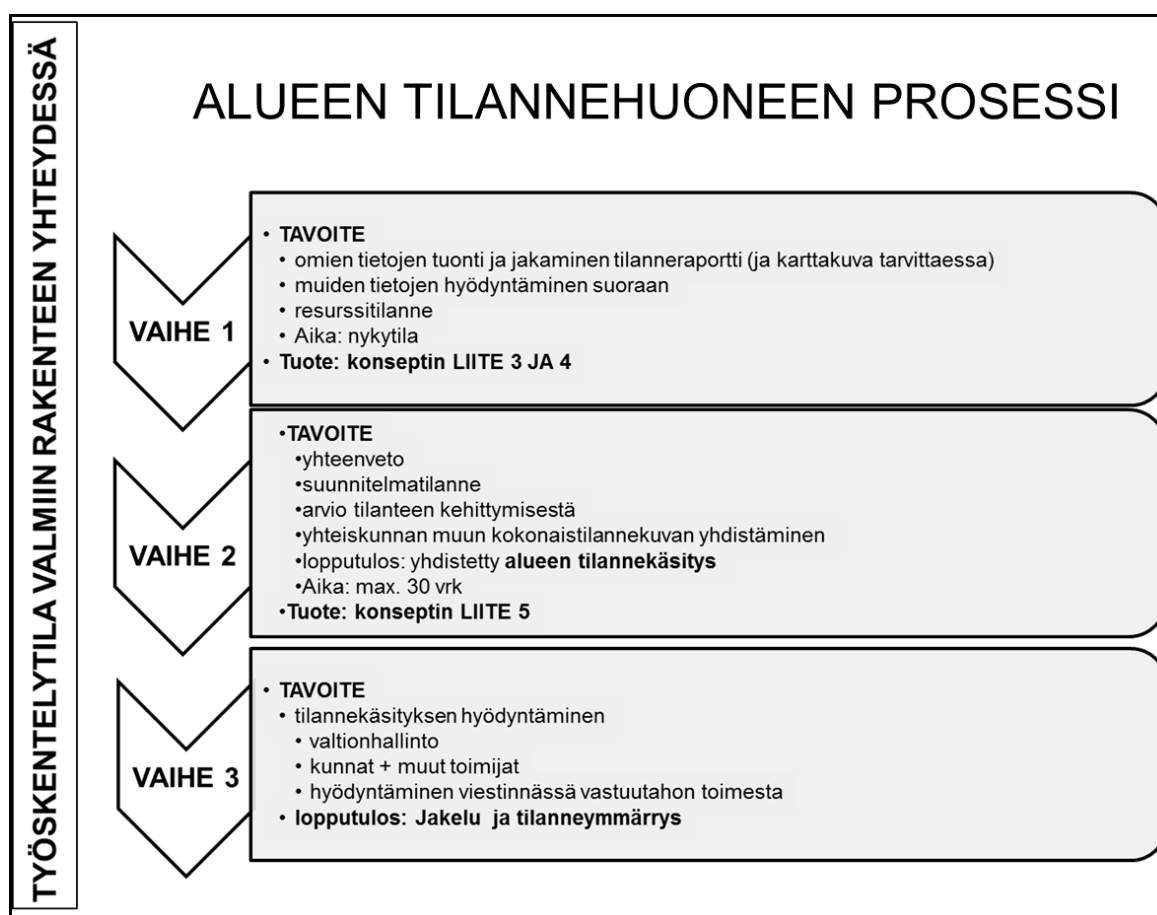 TYÖSKENTELYTILA VALMIIN RAKENTEEN YHTEYDESSÄ
ALUEEN TILANNEHUONEEN PROSESSI
VAIHE 1
• TAVOITE
• omien tietojen tuonti ja jakaminen tilanneraportti (ja karttakuva tarvittaessa)
• muiden tietojen hyödyntäminen suoraan
• resurssitilanne
• Aika: nykytila
• Tuote: konseptin LIITE 3 JA 4
VAIHE 2
•TAVOITE
•yhteenveto
•suunnitelmatilanne
•arvio tilanteen kehittymisestä
•yhteiskunnan muun kokonaistilannekuvan yhdistäminen
•lopputulos: yhdistetty alueen tilannekäsitys
•Aika: max. 30 vrk
•Tuote: konseptin LIITE 5
VAIHE 3
• TAVOITE
• tilannekäsityksen hyödyntäminen
• valtionhallinto
• kunnat + muut toimijat
• hyödyntäminen viestinnässä vastuutahon toimesta
• lopputulos: Jakelu ja tilanneymmärrys